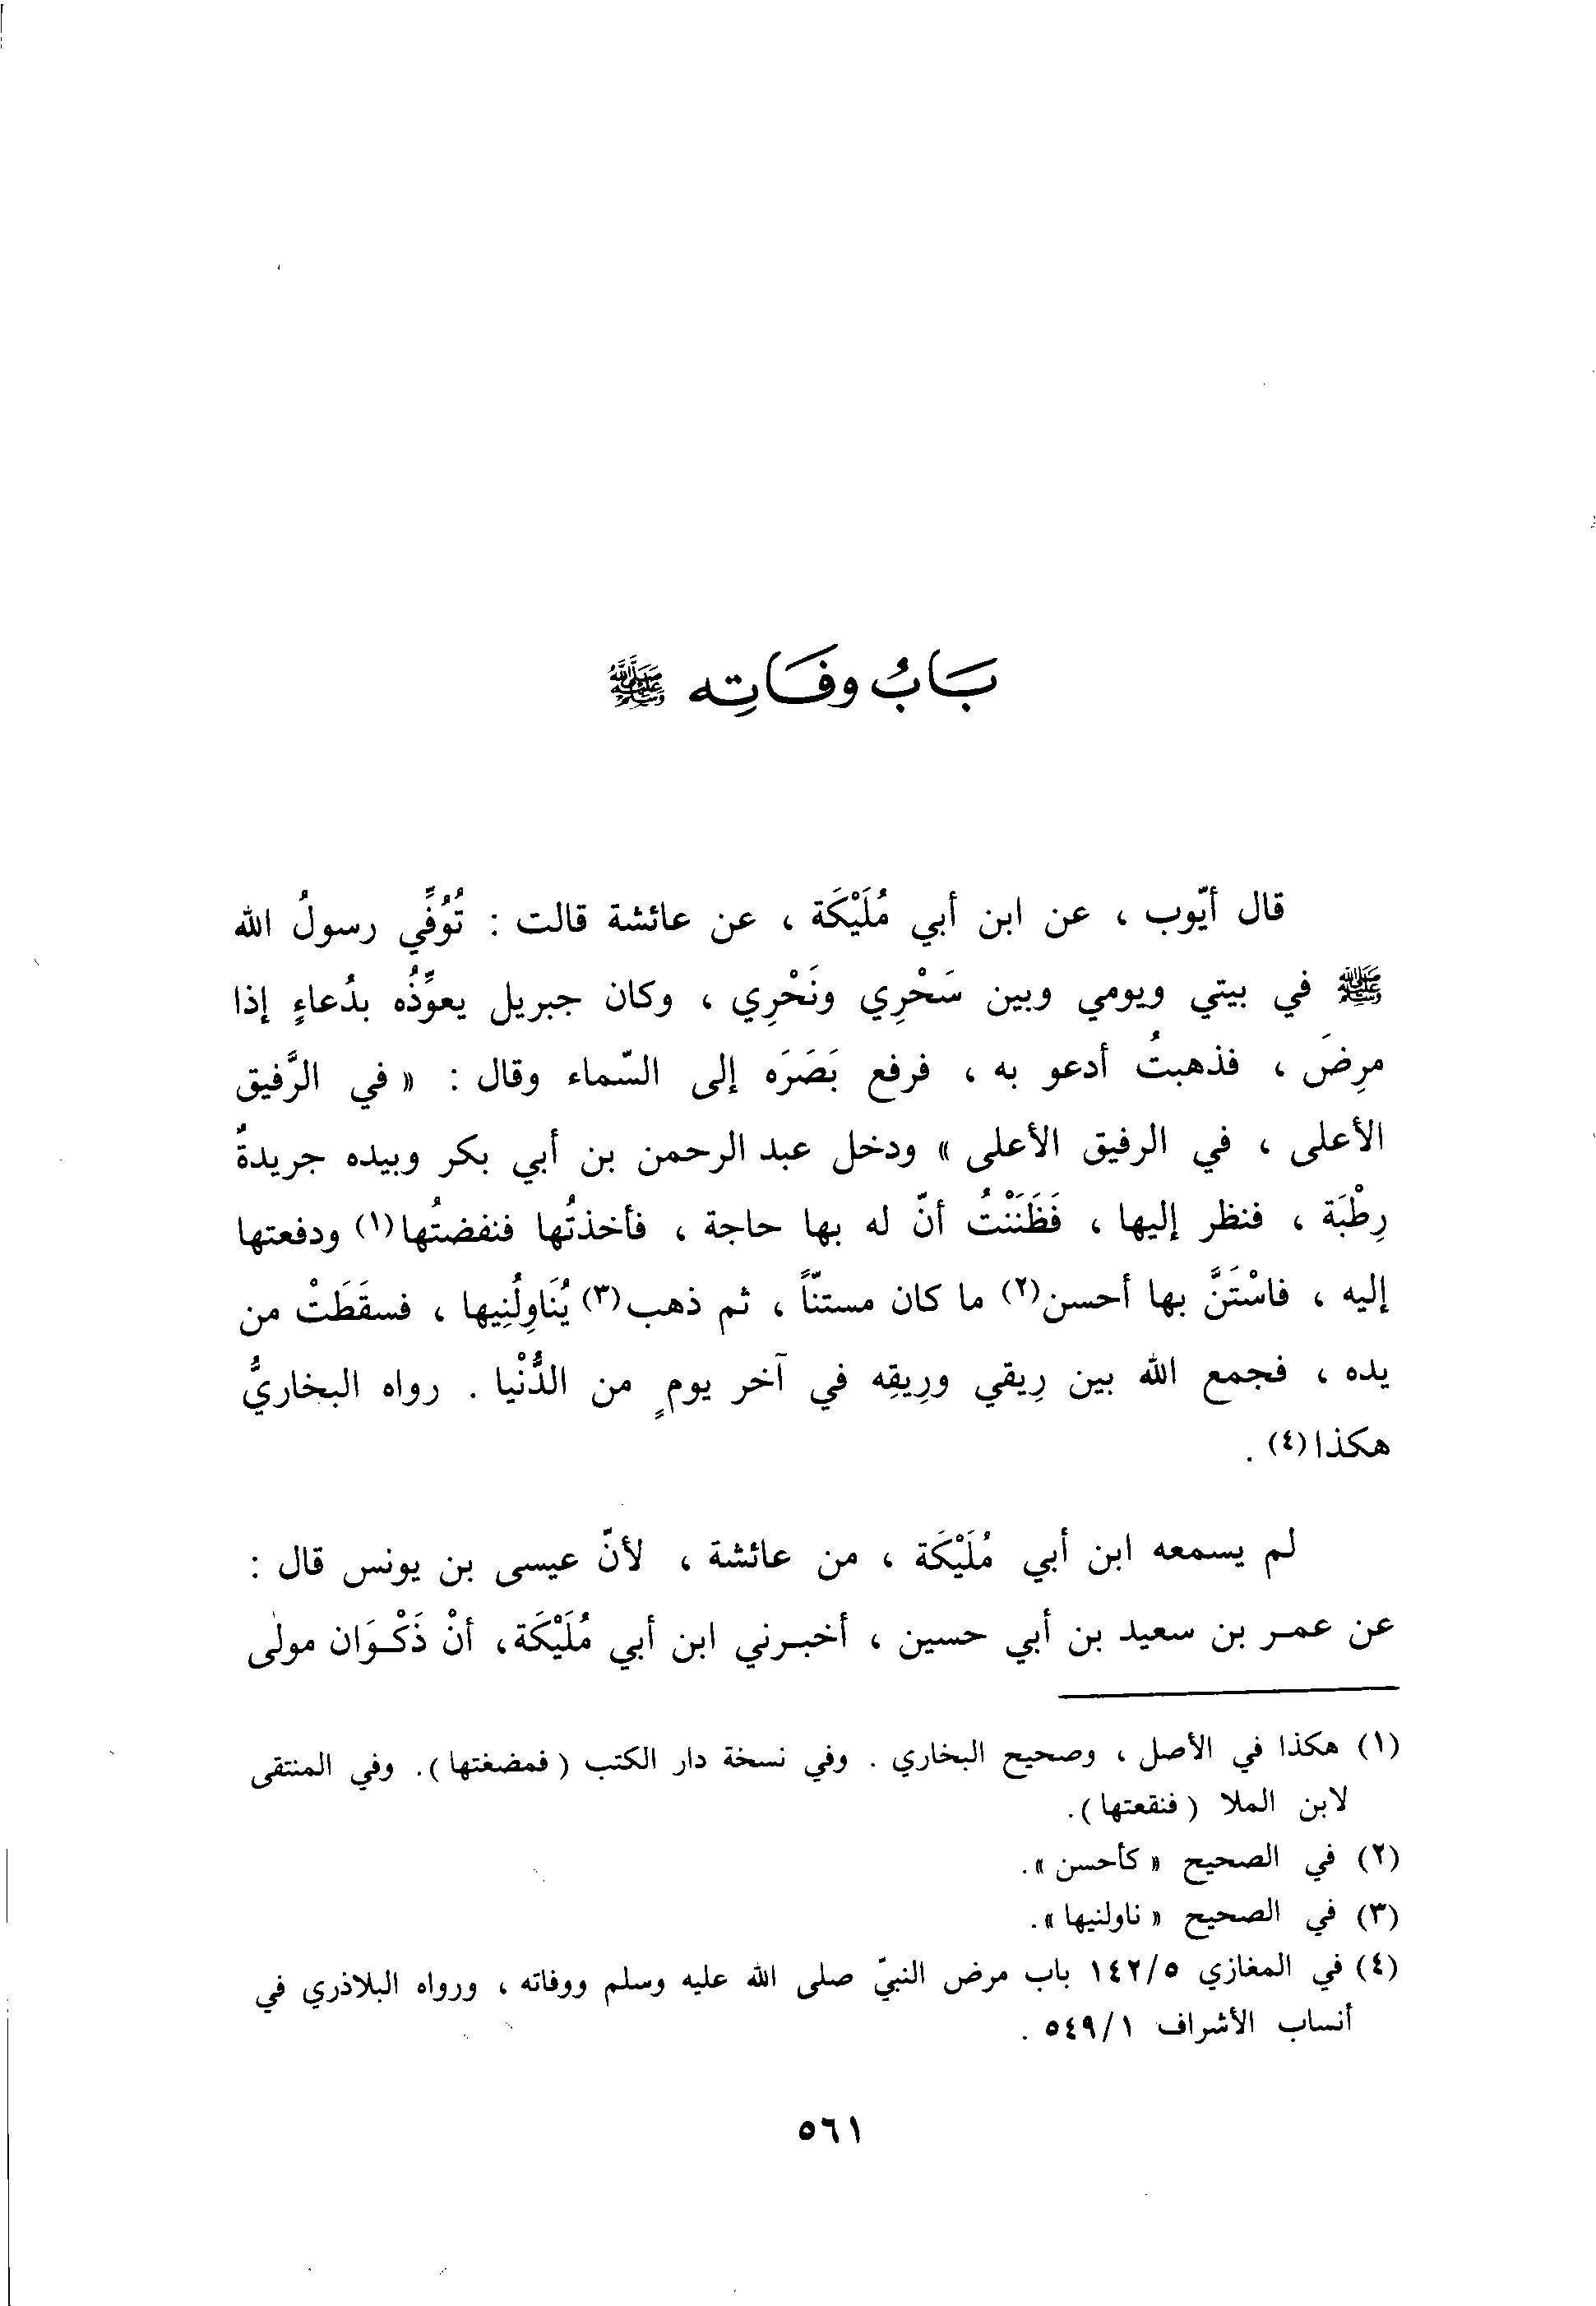 بَابُ وفَاتِه ﷺ
قال أيّوب ، عن ابن أبي مُلَيْكَة ، عن عائشة قالت : تُوُفِّي رسولُ الله
ﷺ في بيتي ويومي وبين سَحْرِي ونَحْرِي ، وكان جبريل يعوِّذُه بدُعاءٍ إذا
مرِضَ ، فذهبتُ أدعو به ، فرفع بَصَرَه إلى السّماء وقال : « في الرَّفيق
الأعلى ، في الرفيق الأعلى » ودخل عبد الرحمن بن أبي بكر وبيده جريدةٌ
رِطْبَة ، فنظر إليها ، فَظَنَنْتُ أنّ له بها حاجة ، فأخذتُها فنفضتُها(١) ودفعتها
إليه ، فاسْتَنَّ بها أحسن(٢) ما كان مستنّاً ، ثم ذهب(٣) يُنَاوِلُنِيها ، فسقَطَتْ من
يده ، فجمع الله بين رِيقي ورِيقِه في آخر يومٍ من الدُّنْيا . رواه البخاريُّ
هكذا(٤) .
لم يسمعه ابن أبي مُلَيْكَة ، من عائشة ، لأنّ عيسى بن يونس قال :
عن عمر بن سعيد بن أبي حسين ، أخبرني ابن أبي مُلَيْكَة، أنْ ذَكْوَان مولٰى
(١) هكذا في الأصل ، وصحيح البخاري . وفي نسخة دار الكتب ( فمضغتها ). وفي المنتقى
لابن الملا ( فنقعتها ).
(٢) في الصحيح « كأحسن ».
(٣) في الصحيح « ناولنيها ».
(٤) في المغازي ١٤٢/٥ باب مرض النبيّ صلى الله عليه وسلم ووفاته ، ورواه البلاذري في
أنساب الأشراف ٥٤٩/١ .
٥٦١